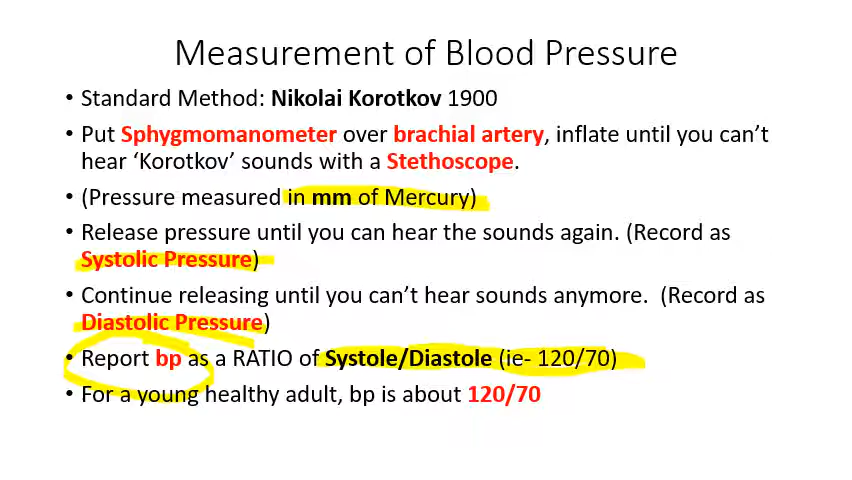 Measurement of Blood Pressure
• Standard Method: Nikolai Korotkov 1900
• Put Sphygmomanometer over brachial artery, inflate until you can’t
hear ‘Korotkov’ sounds with a Stethoscope.
• (Pressure measured in mm of Mercury)
• Release pressure until you can hear the sounds again. (Record as
Systolic Pressure)
• Continue releasing until you can’t hear sounds anymore.  (Record as
Diastolic Pressure)
• Report bp as a RATIO of Systole/Diastole (ie- 120/70)
• For a young healthy adult, bp is about 120/70